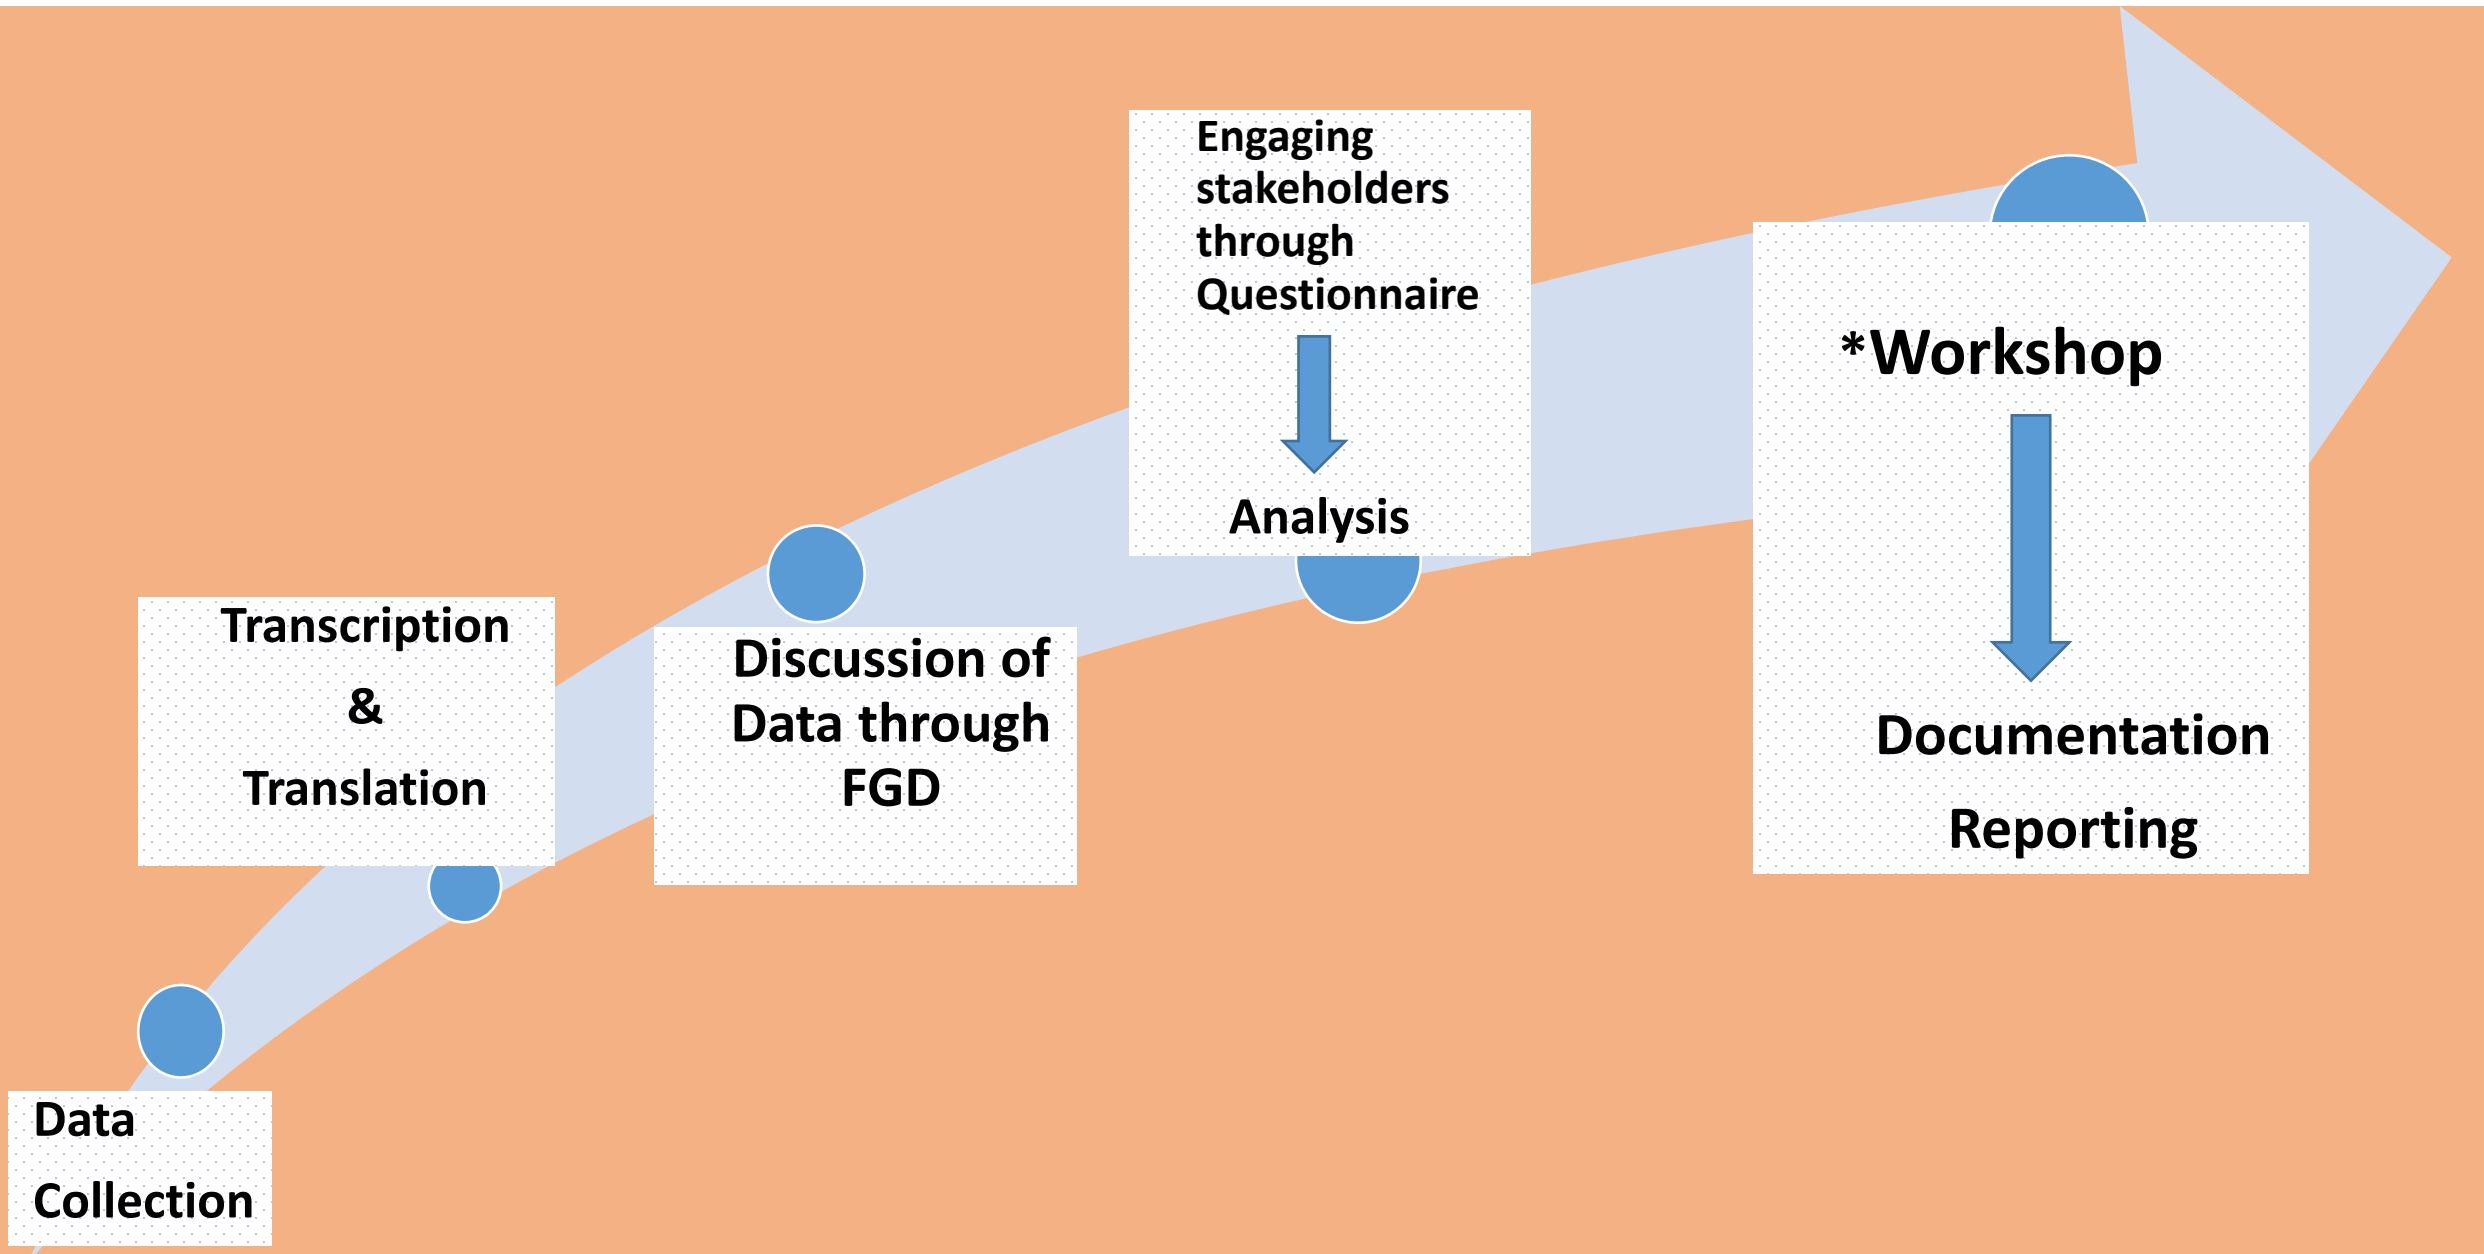 Data
Collection
Transcription
&
Translation
Discussion of
Data through
FGD
Engaging
stakeholders
through
Questionnaire
Analysis
*Workshop
Documentation
Reporting